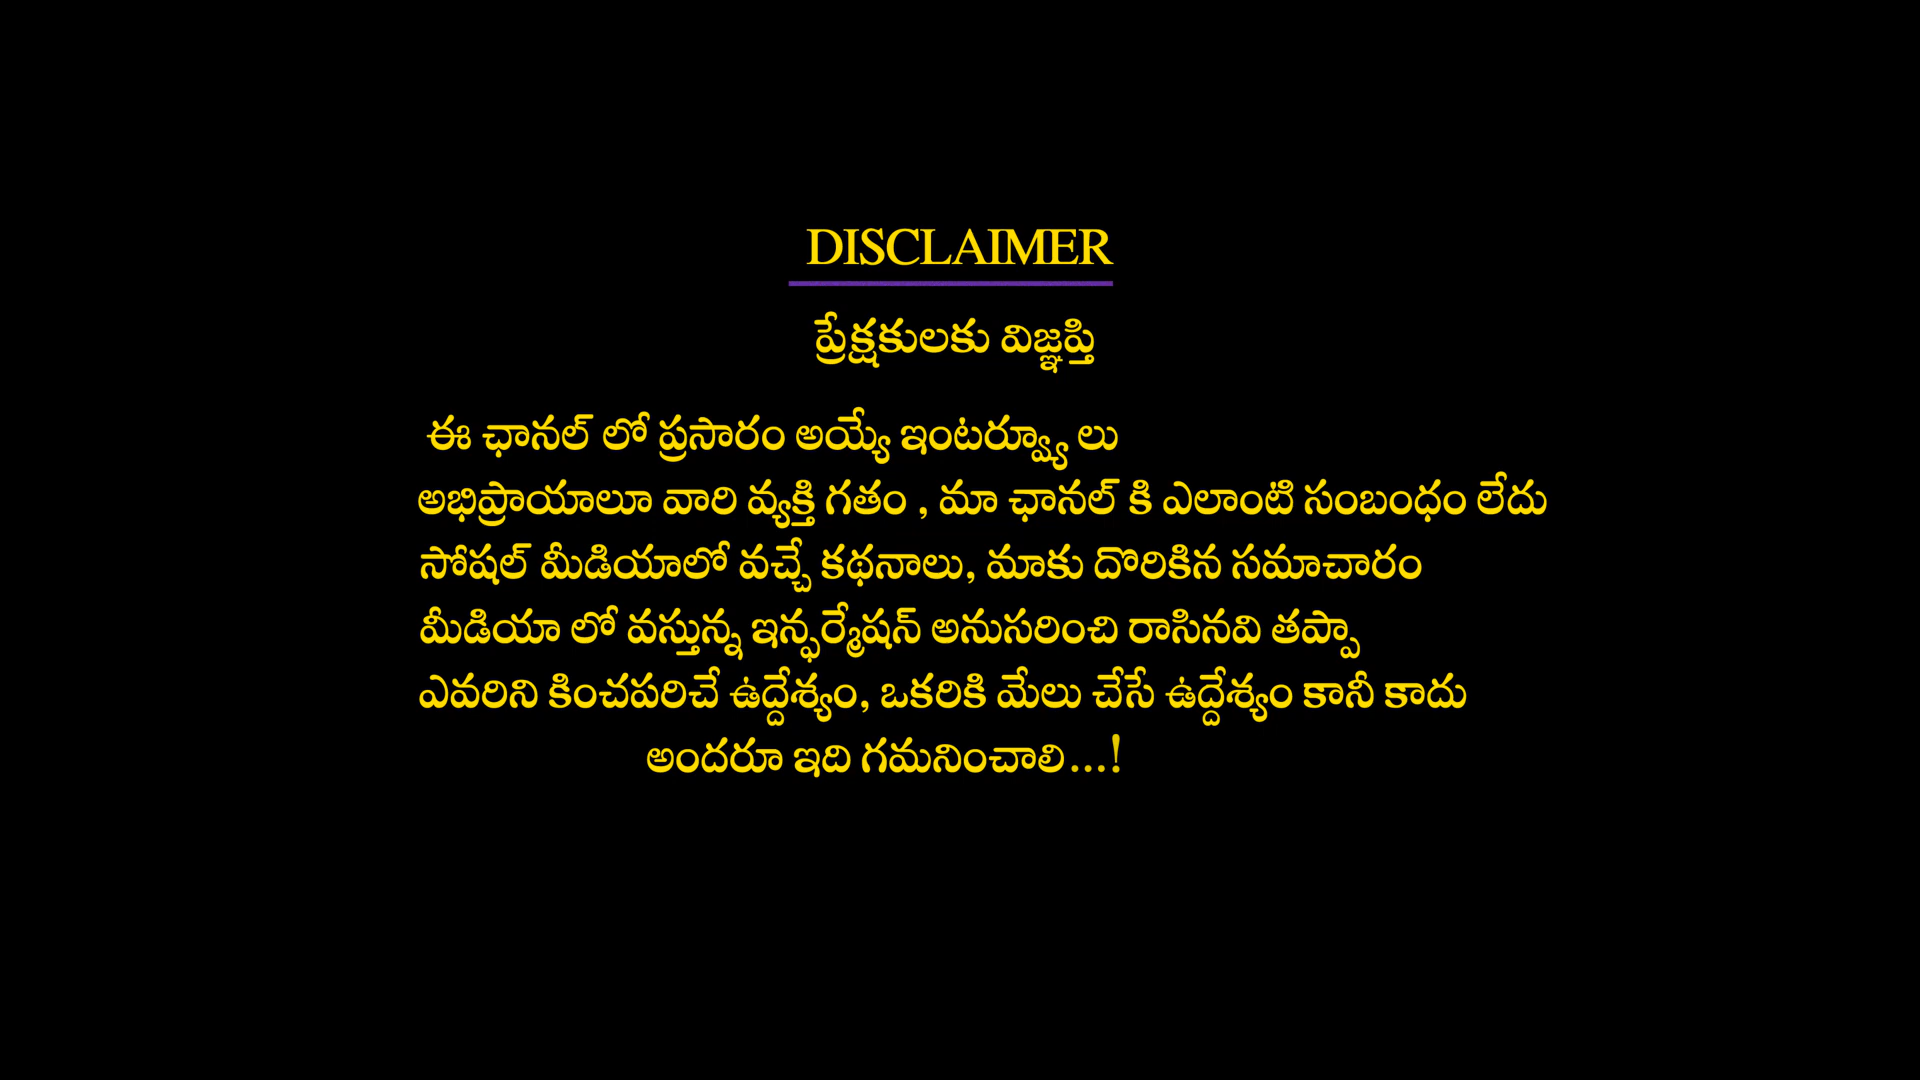 DISCLAIMER
ప్రేక్షకులకు విజ్ఞప్తి
ఈ ఛానల్ లో ప్రసారం అయ్యే ఇంటర్వ్యూ లు
అభిప్రాయాలూ వారి వ్యక్తి గతం , మా ఛానల్ కి ఎలాంటి సంబంధం లేదు
సోషల్ మీడియాలో వచ్చే కథనాలు, మాకు దొరికిన సమాచారం
మీడియా లో వస్తున్న ఇన్ఫర్మేషన్ అనుసరించి రాసినవి తప్పా
ఎవరిని కించపరిచే ఉద్దేశ్యం, ఒకరికి మేలు చేసే ఉద్దేశ్యం కానీ కాదు
అందరూ ఇది గమనించాలి...!